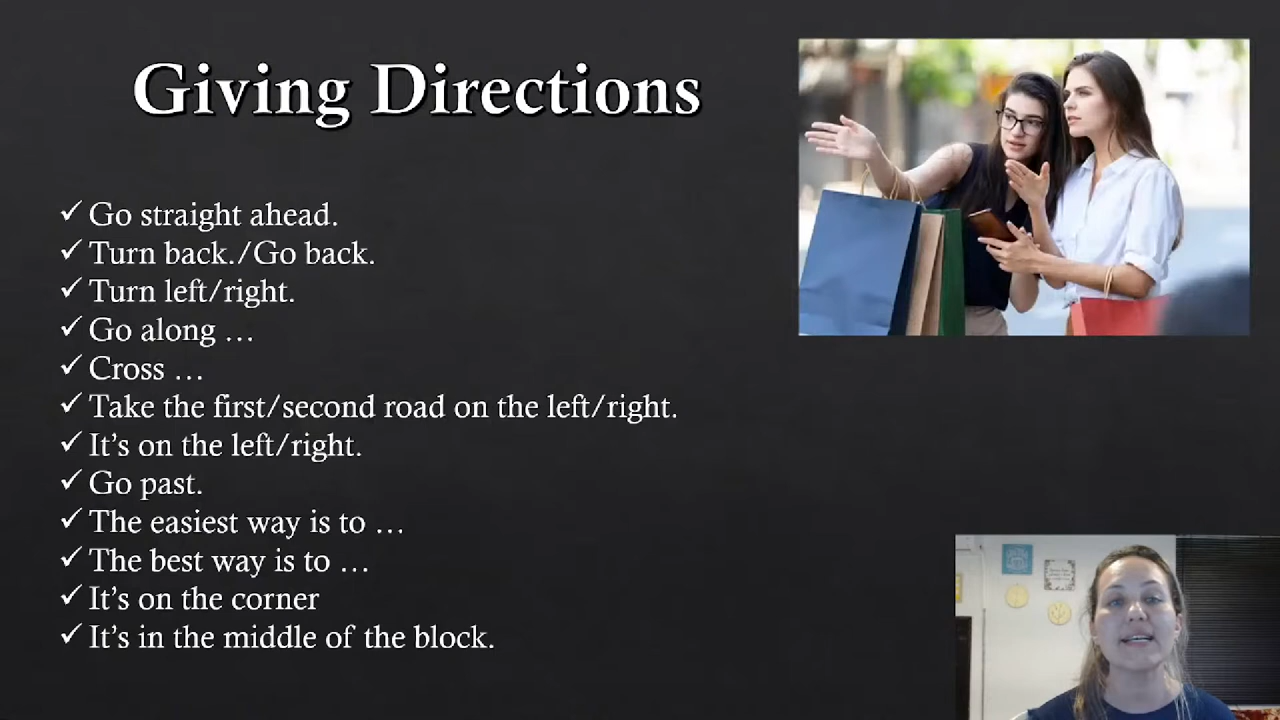 Giving Directions
✓ Go straight ahead.
✓ Turn back./Go back.
✓ Turn left/right.
✓ Go along …
✓ Cross …
✓ Take the first/second road on the left/right.
✓ It's on the left/right.
✓ Go past.
✓ The easiest way is to …
✓ The best way is to …
✓ It's on the corner
✓ It's in the middle of the block.